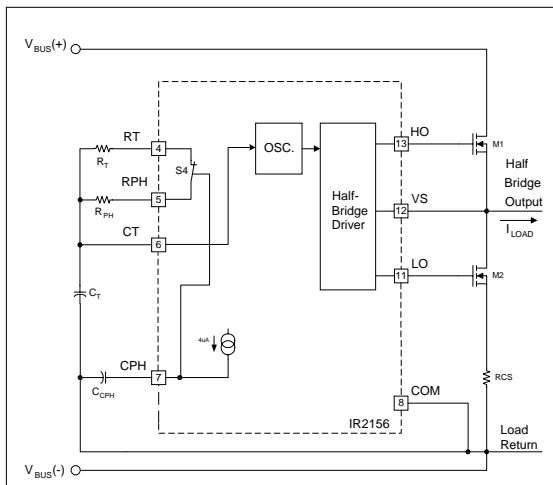 VBUS(+)
RT
RT
4
S4
RPH
RPH
5
CT
6
CT
OSC.
Half-
Bridge
Driver
HO
13
M1
Half
Bridge
Output
VS
12
ILOAD
LO
11
M2
4uA
CPH
CCPH
7
RCS
COM
8
IR2156
Load
Return
VBUS(-)